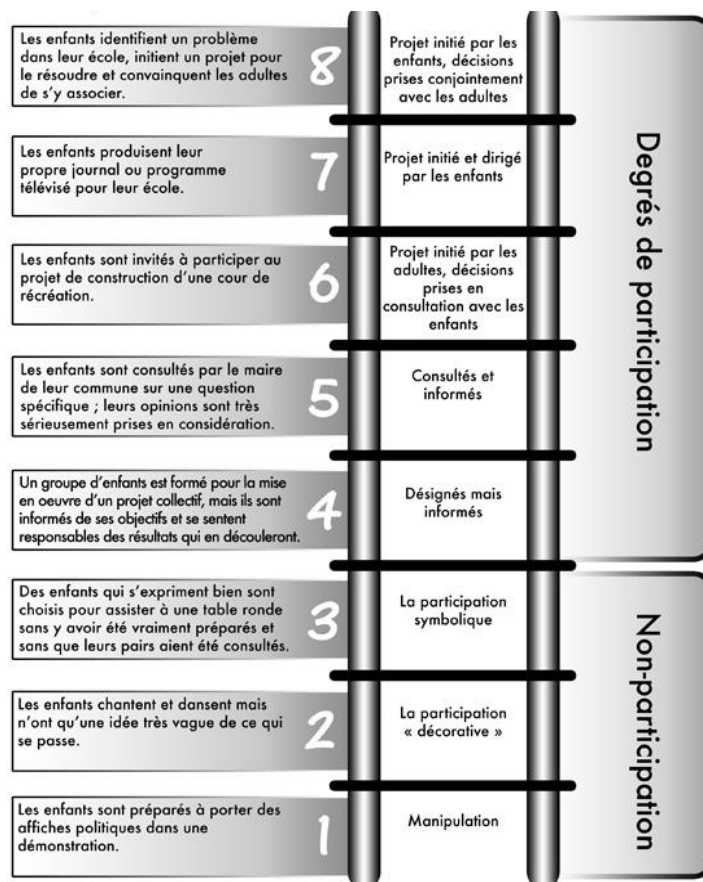 Les enfants identifient un problème
dans leur école, initient un projet pour
le résoudre et convainquent les adultes
de s'y associer.
8
Projet initié par les
enfants, décisions
prises conjointement
avec les adultes
Les enfants produisent leur
propre journal ou programme
télévisé pour leur école.
7
Projet initié et dirigé
par les enfants
Les enfants sont invités à participer au
projet de construction d'une cour de
récréation.
6
Projet initié par les
adultes, décisions
prises en
consultation avec les
enfants
Les enfants sont consultés par le maire
de leur commune sur une question
spécifique ; leurs opinions sont très
sérieusement prises en considération.
5
Consultés et
informés
Un groupe d'enfants est formé pour la mise
en oeuvre d'un projet collectif, mais ils sont
informés de ses objectifs et se sentent
responsables des résultats qui en découleront.
4
Désignés mais
informés
Degrés de participation
Des enfants qui s'expriment bien sont
choisis pour assister à une table ronde
sans y avoir été vraiment préparés et
sans que leurs pairs aient été consultés.
3
La participation
symbolique
Les enfants chantent et dansent mais
n'ont qu'une idée très vague de ce qui
se passe.
2
La participation
« décorative »
Les enfants sont préparés à porter des
affiches politiques dans une
démonstration.
1
Manipulation
Non-participation